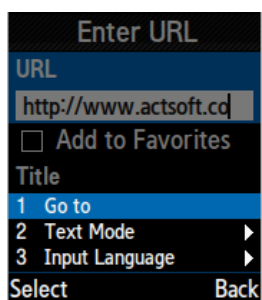 Enter URL
URL
http://www.actsoft.co
Add to Favorites
Title
1 Go to
2 Text Mode
3 Input Language
Select Back